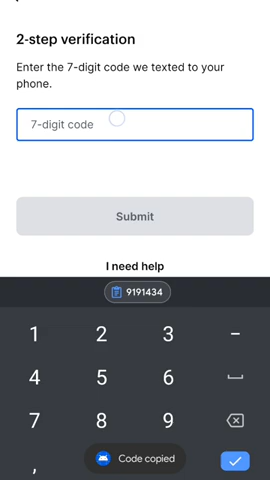 2-step verification
Enter the 7-digit code we texted to your
phone.
7-digit code
Submit
I need help
9191434
1 2 3 -
4 5 6
7 8 9
, Code copied